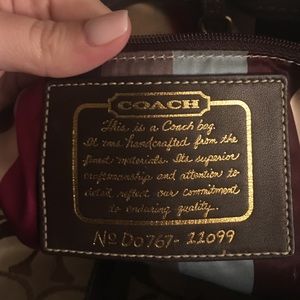 COACH
This is a Coach bag.
It was handcrafted from the
finest materials. Its superior
craftsmanship and attention to
detail reflect our commitment
to enduring quality.
No DO767-11099